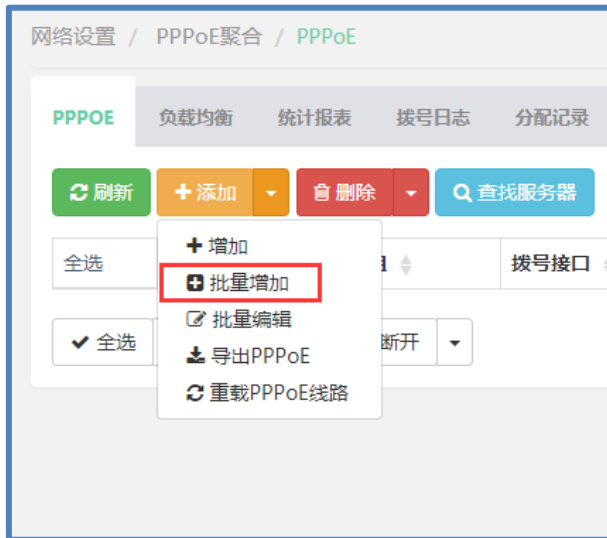 网络设置 / PPPoE聚合 / PPPoE
PPPOE 负载均衡 统计报表 拨号日志 分配记录
刷新 添加 删除 查找服务器
全选 拨号接口
增加
批量增加
批量编辑
导出PPPoE
重载PPPoE线路
全选 断开